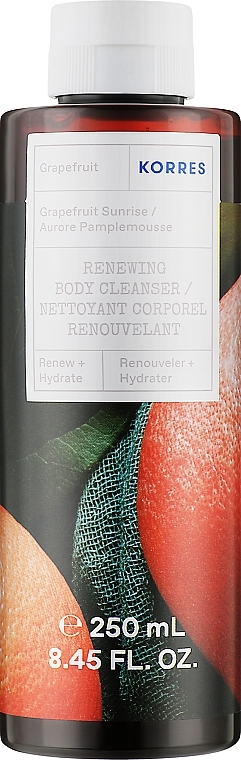 Grapefruit
KORRES
Grapefruit Sunrise /
Aurore Pamplemousse
RENEWING
BODY CLEANSER /
NETTOYANT CORPOREL
RENOUVELANT
Renew +
Hydrate
Renouveler +
Hydrater
℮ 250 mL
8.45 FL. OZ.